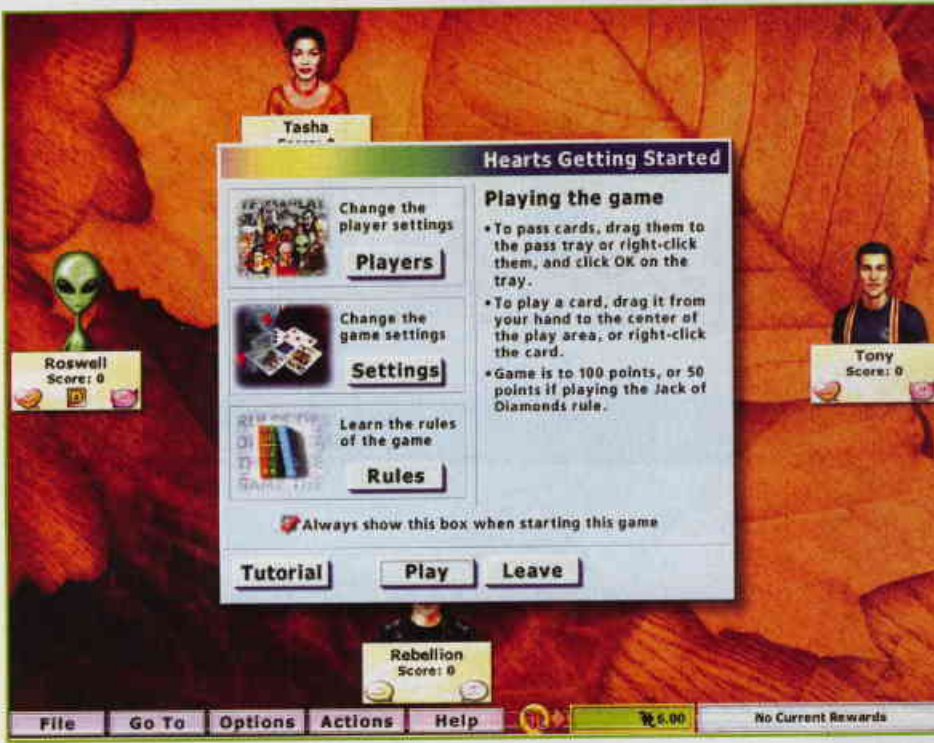 Tasha
Hearts Getting Started
Change the
player settings
Players
Change the
game settings
Settings
Learn the rules
of the game
Rules
Playing the game
•To pass cards, drag them to
the pass tray or right-click
them, and click OK on the
tray.
•To play a card, drag it from
your hand to the center of
the play area, or right-click
the card.
•Game is to 100 points, or 50
points if playing the Jack of
Diamonds rule.
Always show this box when starting this game
Tutorial
Play
Leave
Roswell
Score: 0
Tony
Score: 0
Rebellion
Score: 0
File
Go To
Options
Actions
Help
6.00
No Current Rewards